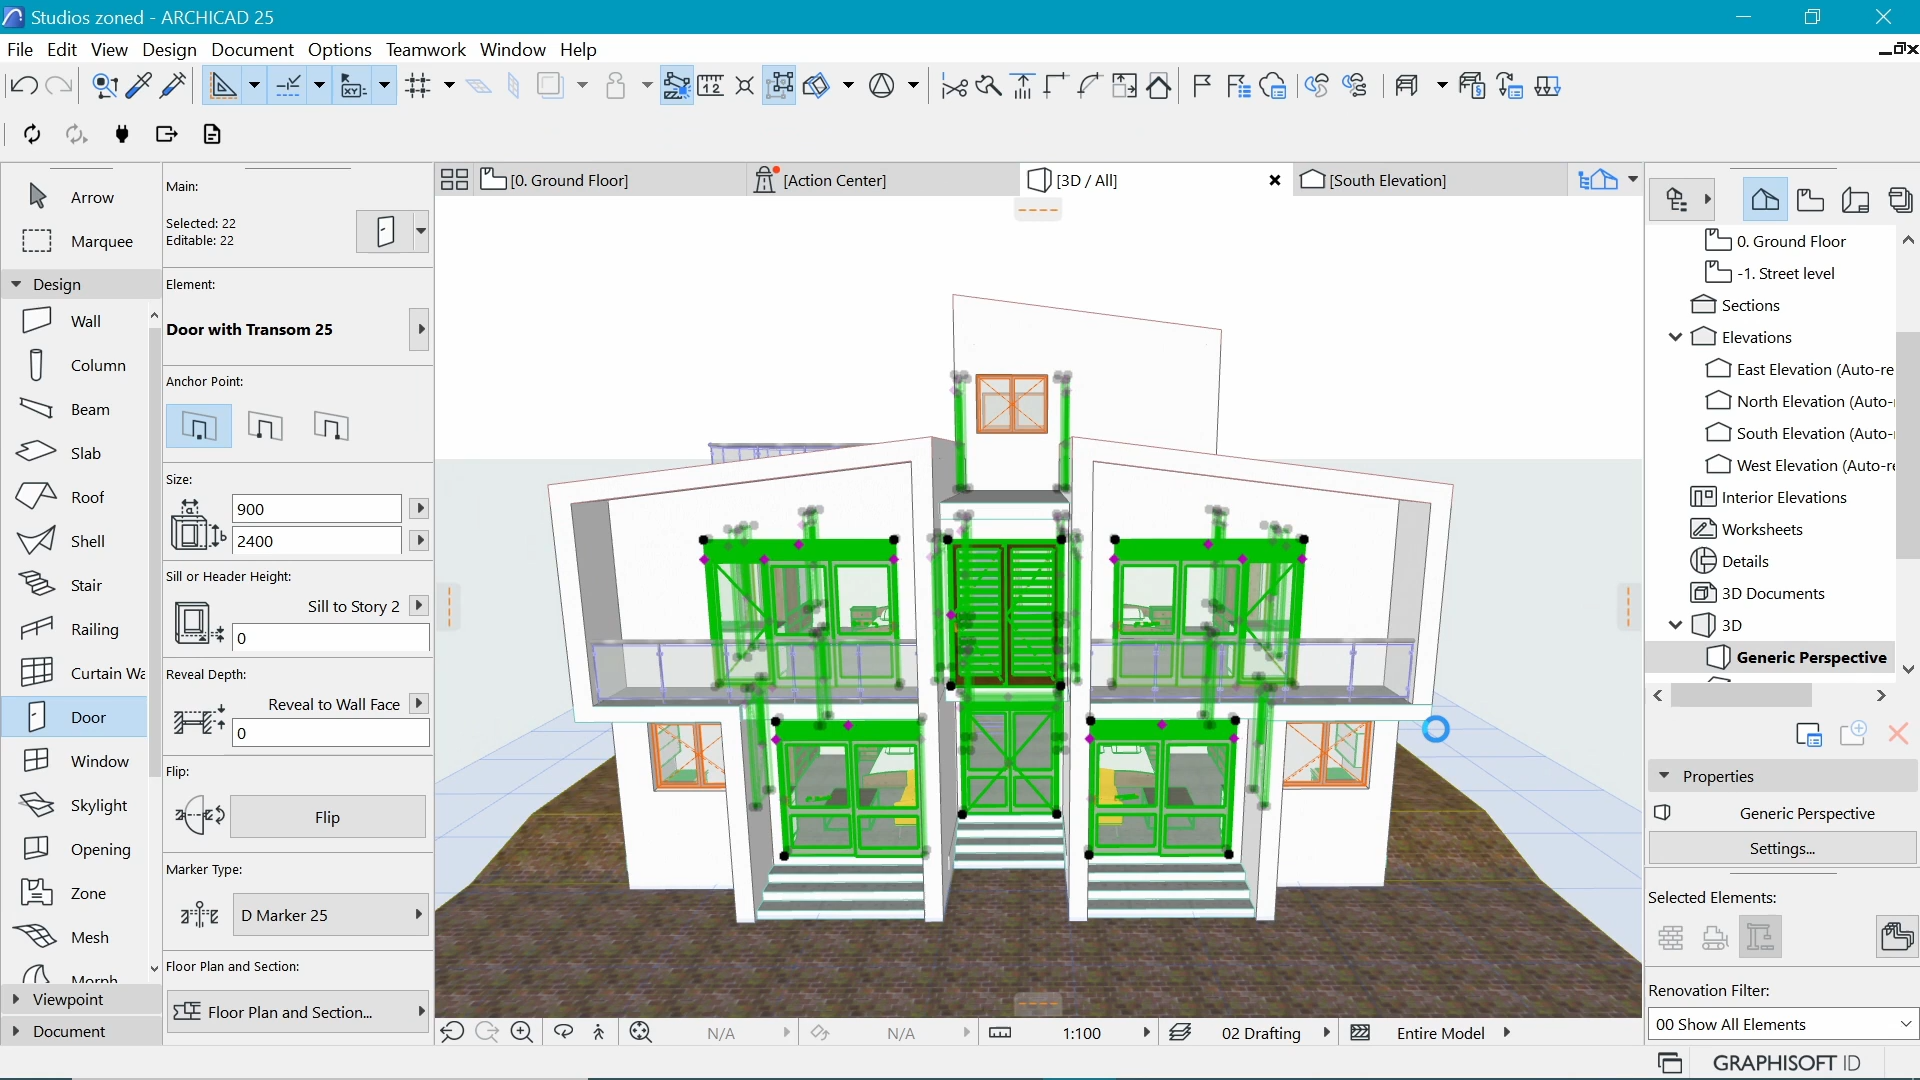 Studios zoned - ARCHICAD 25
File Edit View Design Document Options Teamwork Window Help
[0. Ground Floor]
[Action Center]
[3D / All]
[South Elevation]
Arrow
Marquee
Design
Wall
Column
Beam
Slab
Roof
Shell
Stair
Railing
Curtain Wa
Door
Window
Skylight
Opening
Zone
Mesh
Morph
Viewpoint
Document
Main:
Selected: 22
Editable: 22
Element:
Door with Transom 25
Anchor Point:
Size:
900
2400
Sill or Header Height:
Sill to Story 2
0
Reveal Depth:
Reveal to Wall Face
0
Flip:
Flip
Marker Type:
D Marker 25
Floor Plan and Section:
Floor Plan and Section...
N/A
N/A
1:100
02 Drafting
Entire Model
0. Ground Floor
-1. Street level
Sections
Elevations
East Elevation (Auto-re
North Elevation (Auto-
South Elevation (Auto-
West Elevation (Auto-re
Interior Elevations
Worksheets
Details
3D Documents
3D
Generic Perspective
Properties
Generic Perspective
Settings...
Selected Elements:
Renovation Filter:
00 Show All Elements
GRAPHISOFT ID